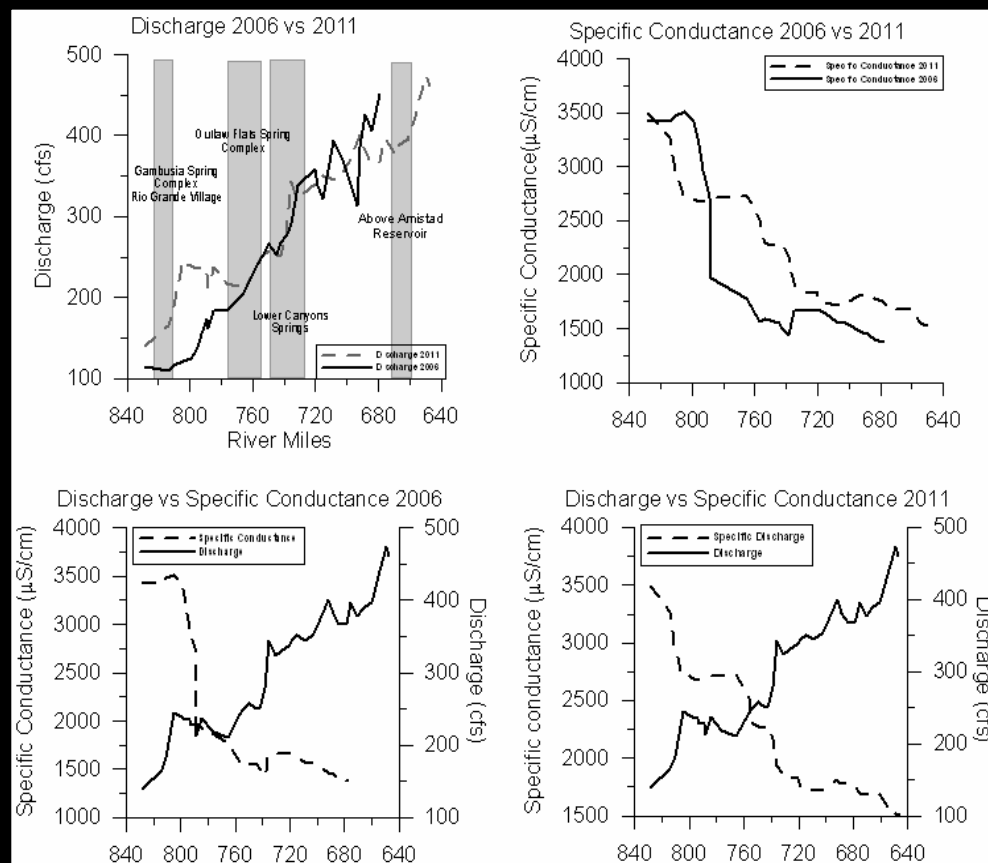 Discharge 2006 vs 2011
500
400
300
200
100
Discharge (cfs)
Gambusia Spring
Complex
Rio Grande Village
Outlaw Flats Spring
Complex
Lower Canyons
Springs
Above Amistad
Reservoir
Discharge 2011
Discharge 2006
840 800 760 720 680 640
River Miles
Specific Conductance 2006 vs 2011
4000
3500
3000
2500
2000
1500
1000
Specific Conductance(µS/cm)
Specific Conductance 2011
Specific Conductance 2006
840 800 760 720 680 640
Discharge vs Specific Conductance 2006
4000
3500
3000
2500
2000
1500
1000
Specific Conductance (µS/cm)
Specific Conductance
Discharge
500
400
300
200
100
Discharge (cfs)
840 800 760 720 680 640
Discharge vs Specific Conductance 2011
4000
3500
3000
2500
2000
1500
Specific conductance (µS/cm)
Specific Discharge
Discharge
500
400
300
200
100
Discharge (cfs)
840 800 760 720 680 640